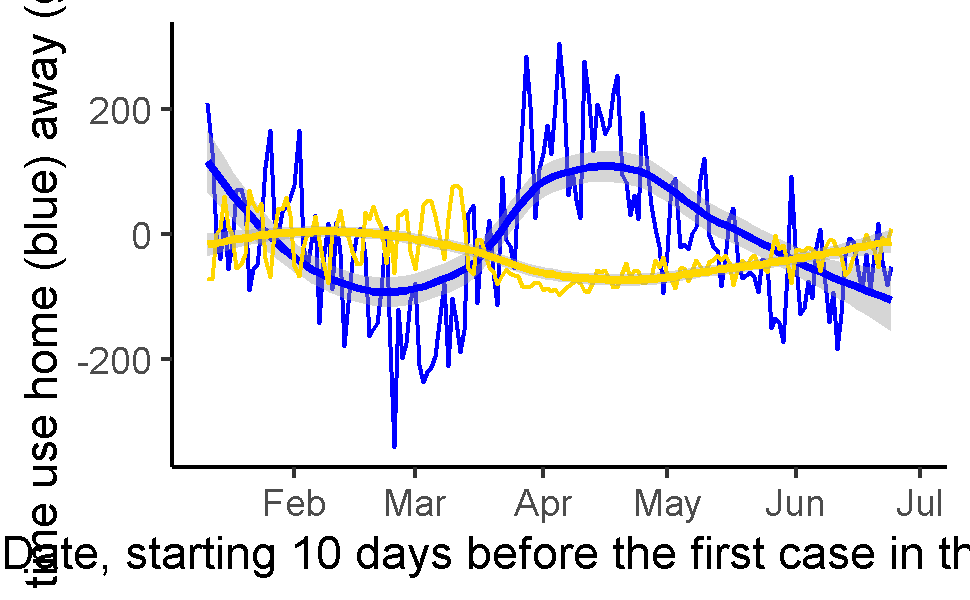 time use home (blue) away (
200
0
-200
Feb Mar Apr May Jun Jul
Date, starting 10 days before the first case in th